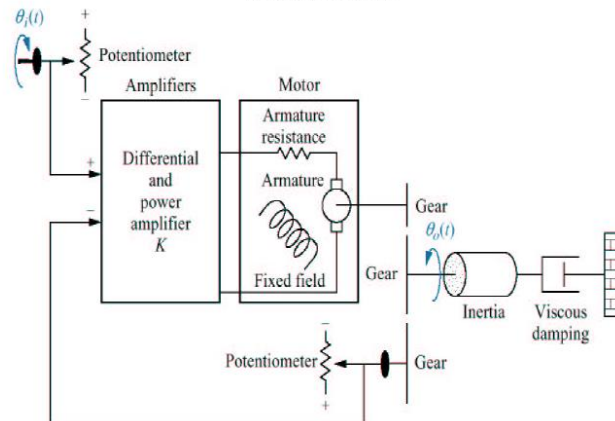 θi(t)
+
Potentiometer
−
Amplifiers
Motor
+
−
Differential
and
power
amplifier
K
Armature
resistance
Armature
Fixed field
Gear
θo(t)
Gear
Inertia
Viscous
damping
−
Potentiometer
+
Gear